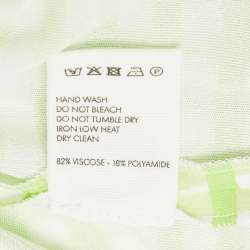 HAND WASH
DO NOT BLEACH
DO NOT TUMBLE DRY
IRON LOW HEAT
DRY CLEAN
82% VISCOSE - 18% POLYAMIDE